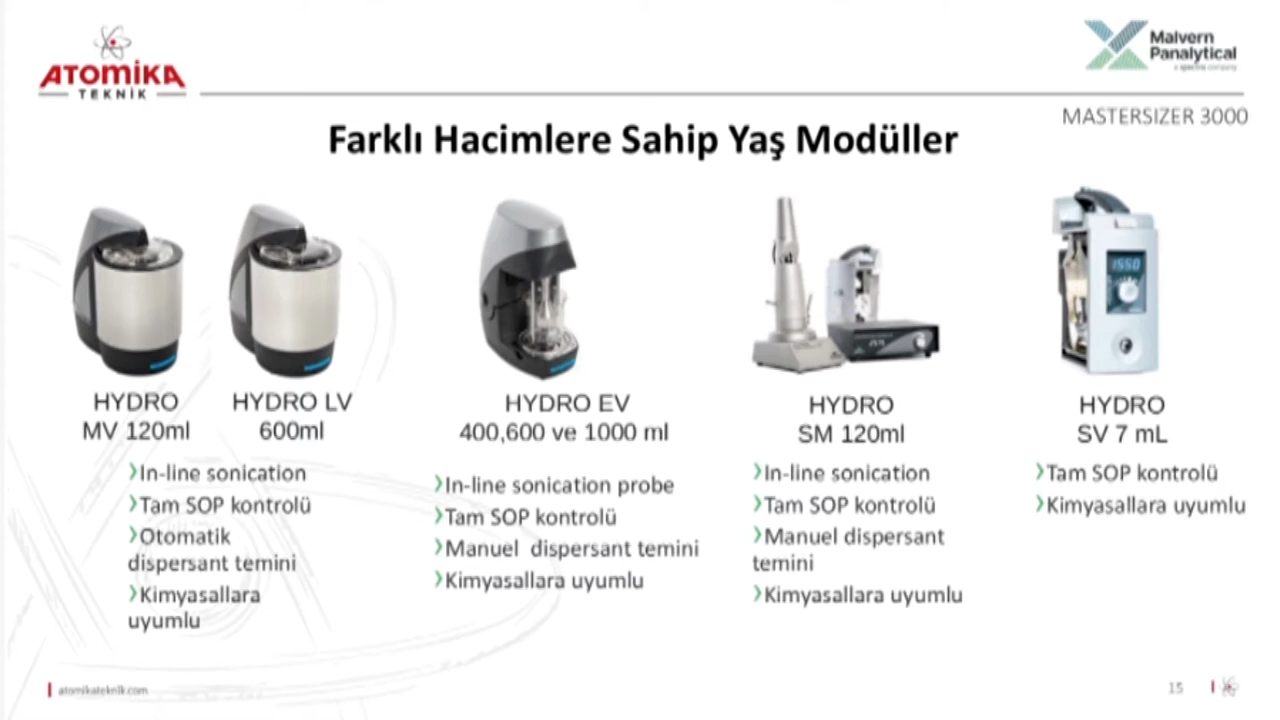 ATOMİKA
TEKNİK
Malvern
Panalytical
a spectris company
MASTERSIZER 3000
Farklı Hacimlere Sahip Yaş Modüller
HYDRO
MV 120ml
HYDRO LV
600ml
HYDRO EV
400,600 ve 1000 ml
HYDRO
SM 120ml
HYDRO
SV 7 mL
1550
❯In-line sonication
❯Tam SOP kontrolü
❯Otomatik
dispersant temini
❯Kimyasallara
uyumlu
❯In-line sonication probe
❯Tam SOP kontrolü
❯Manuel dispersant temini
❯Kimyasallara uyumlu
❯In-line sonication
❯Tam SOP kontrolü
❯Manuel dispersant
temini
❯Kimyasallara uyumlu
❯Tam SOP kontrolü
❯Kimyasallara uyumlu
atomikateknik.com
15